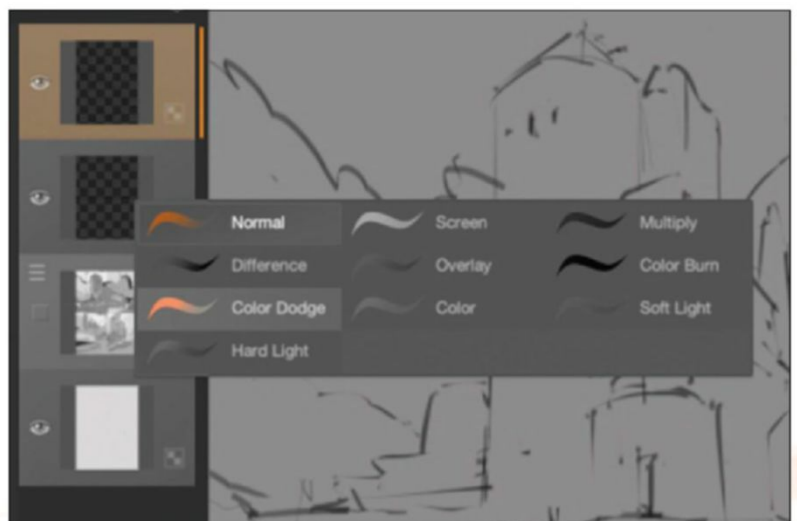 Normal Screen Multiply
Difference Overlay Color Burn
Color Dodge Color Soft Light
Hard Light